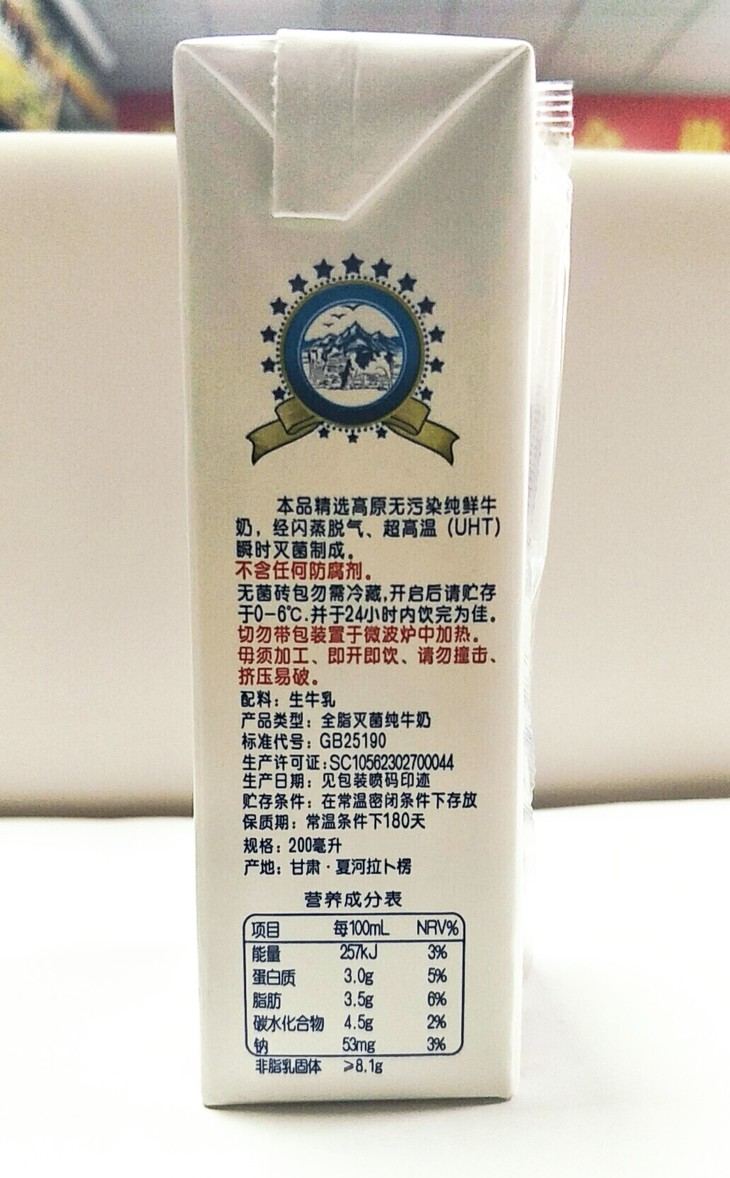 本品精选高原无污染纯鲜牛
奶，经闪蒸脱气、超高温（UHT）
瞬时灭菌制成。
不含任何防腐剂。
无菌砖包勿需冷藏,开启后请贮存
于0-6℃.并于24小时内饮完为佳。
切勿带包装置于微波炉中加热。
毋须加工、即开即饮、请勿撞击、
挤压易破。
配料：生牛乳
产品类型：全脂灭菌纯牛奶
标准代号：GB25190
生产许可证:SC10562302700044
生产日期：见包装喷码印迹
贮存条件：在常温密闭条件下存放
保质期：常温条件下180天
规格：200毫升
产地：甘肃·夏河拉卜楞
营养成分表
项目 每100mL NRV%
能量 257kJ 3%
蛋白质 3.0g 5%
脂肪 3.5g 6%
碳水化合物 4.5g 2%
钠 53mg 3%
非脂乳固体 ≥8.1g